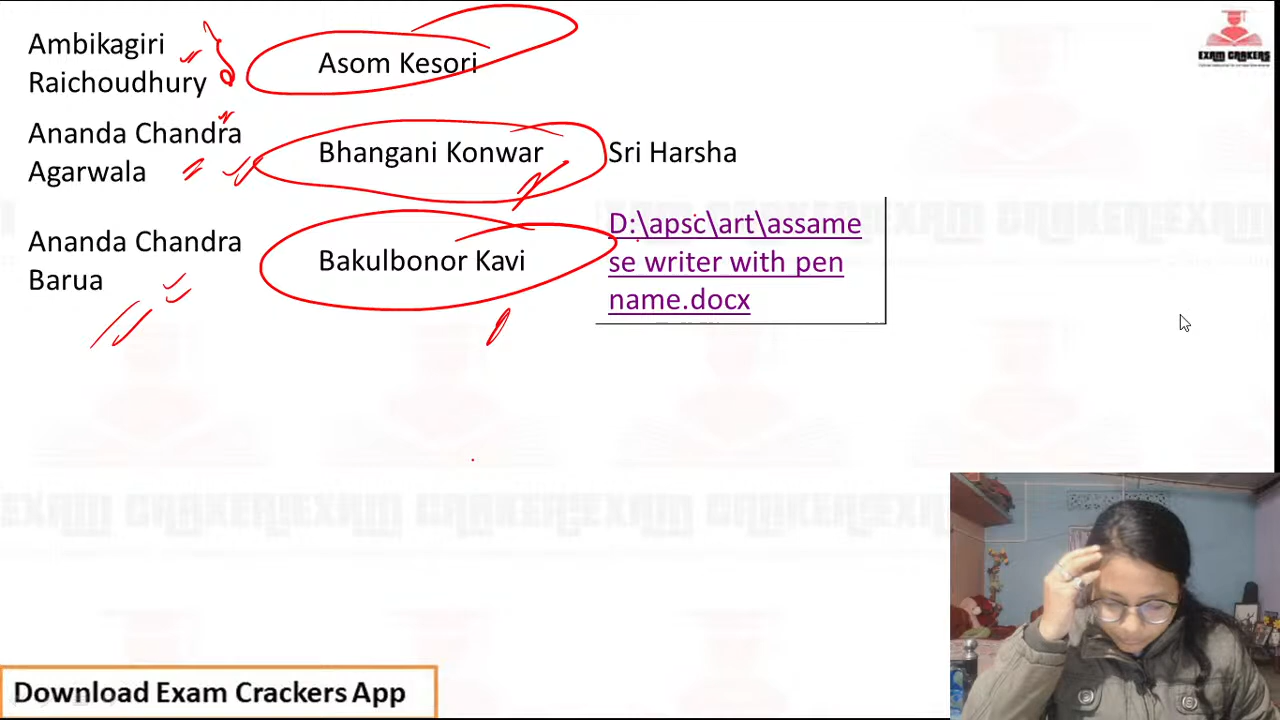 Ambikagiri
Raichoudhury
Asom Kesori
EXAM CRAKERS
Ananda Chandra
Agarwala
Bhangani Konwar
Sri Harsha
Ananda Chandra
Barua
Bakulbonor Kavi
D:\apsc\art\assame
se writer with pen
name.docx
Download Exam Crackers App